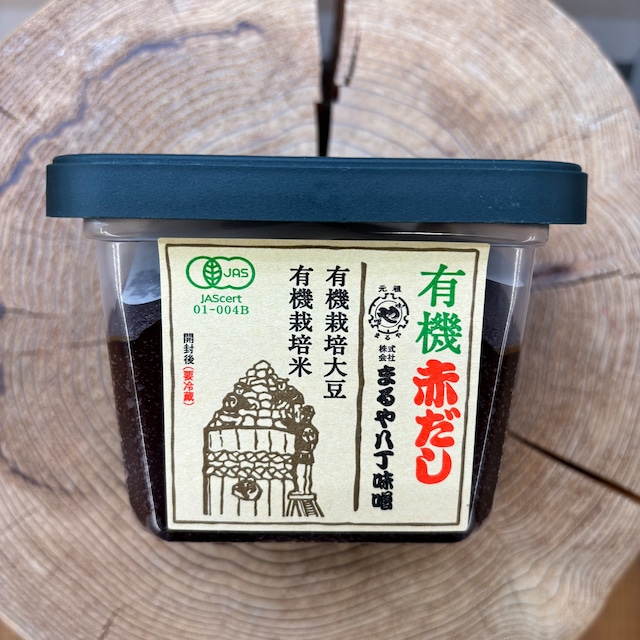 有機
赤だし
元祖
まるや
株式会社
まるや八丁味噌
有機栽培大豆
有機栽培米
JAS
JAScert
01-004B
開封後(要冷蔵)